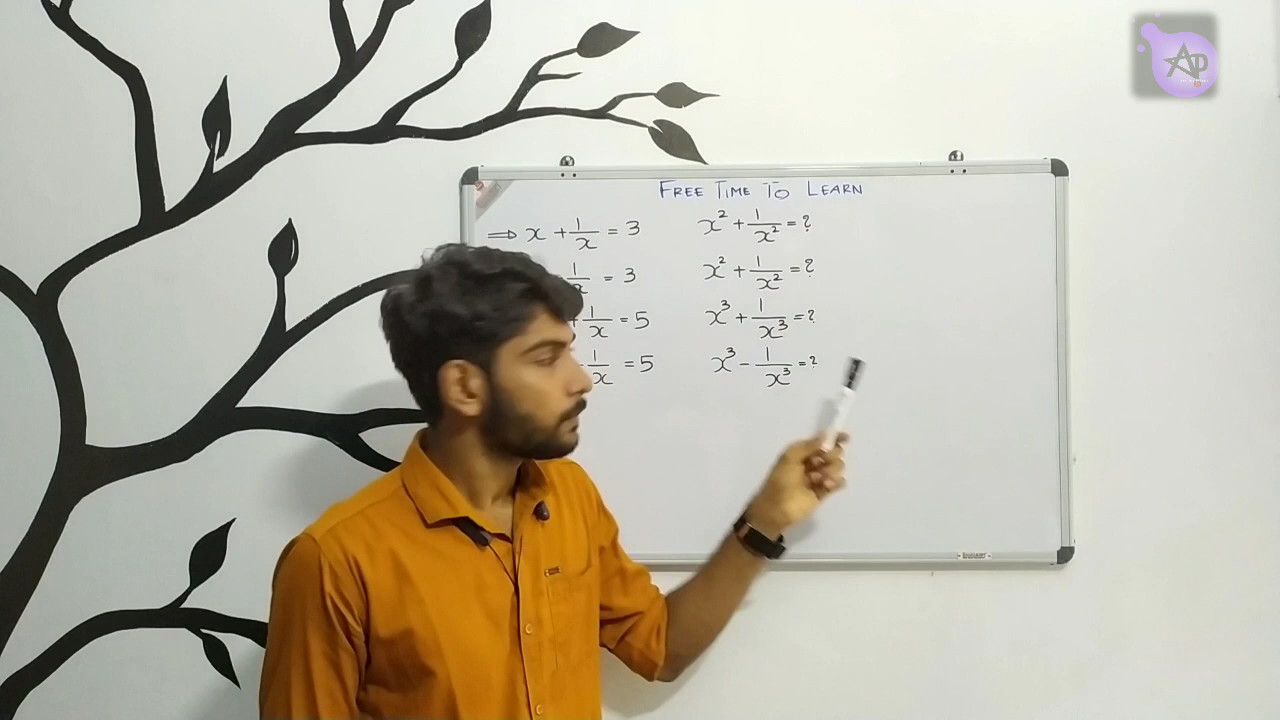 FREE TIME TO LEARN
⇒ x + 1/x = 3    x² + 1/x² = ?
1/x = 3    x² + 1/x² = ?
+ 1/x = 5    x³ + 1/x³ = ?
- 1/x = 5    x³ - 1/x³ = ?
AP